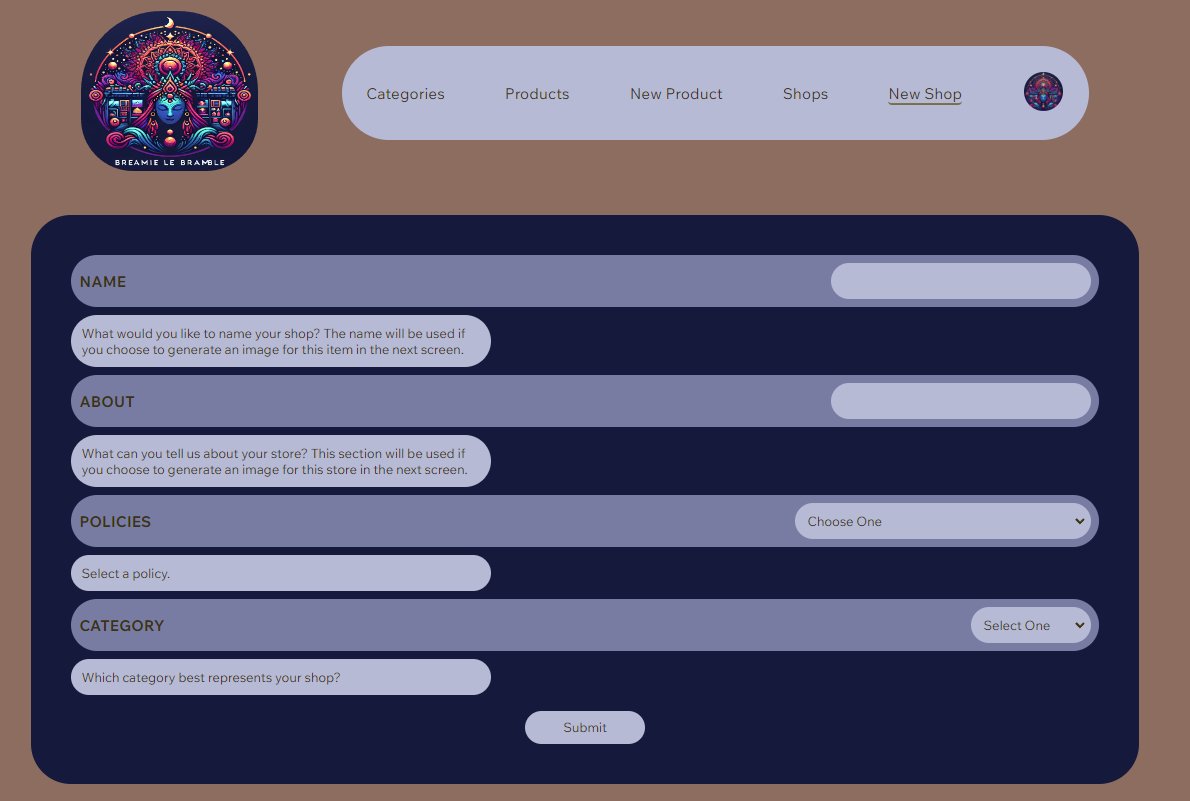 BREAMIE LE BRAMBLE
Categories Products New Product Shops New Shop
NAME
What would you like to name your shop? The name will be used if
you choose to generate an image for this item in the next screen.
ABOUT
What can you tell us about your store? This section will be used if
you choose to generate an image for this store in the next screen.
POLICIES Choose One
Select a policy.
CATEGORY Select One
Which category best represents your shop?
Submit